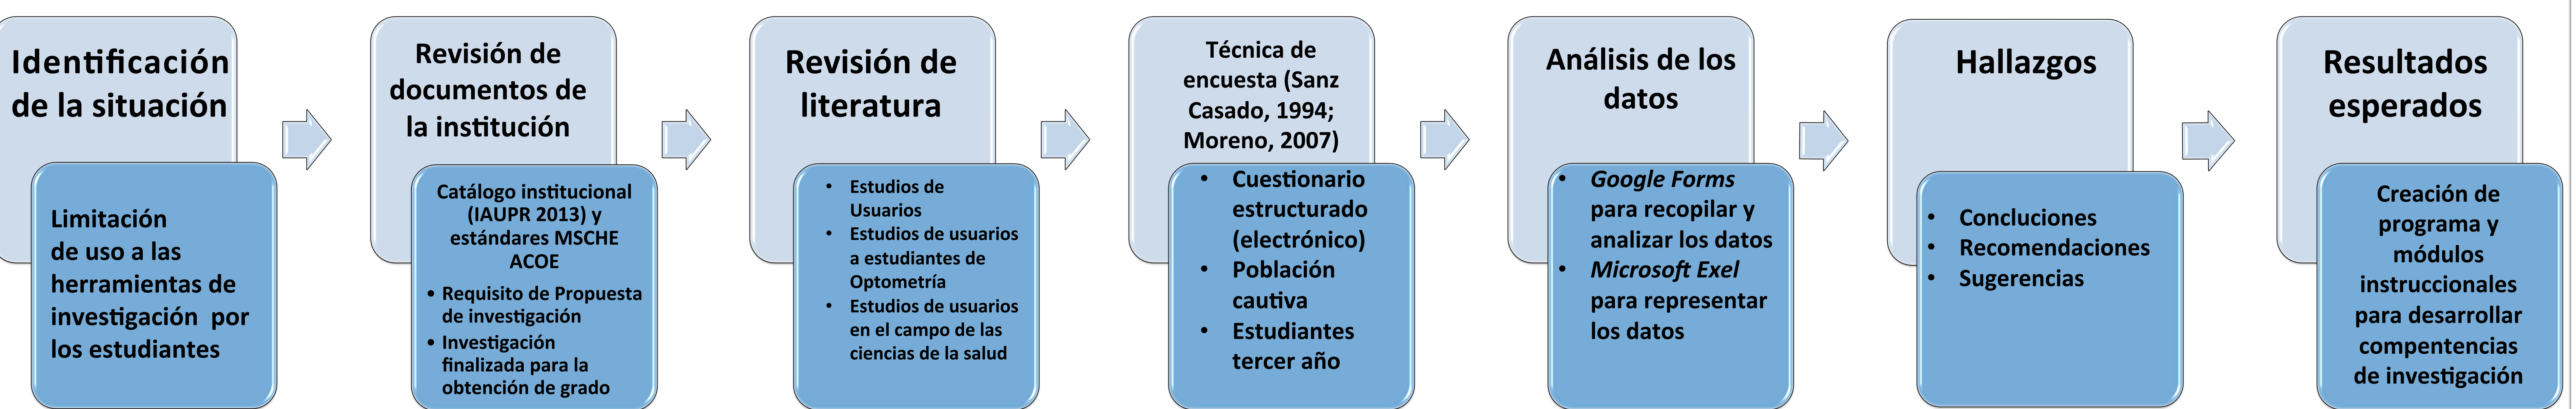 Identificación
de la situación
Limitación
de uso a las
herramientas de
investigación por
los estudiantes
Revisión de
documentos de
la institución
Catálogo institucional
(IAUPR 2013) y
estándares MSCHE
ACOE
• Requisito de Propuesta
de investigación
• Investigación
finalizada para la
obtención de grado
Revisión de
literatura
• Estudios de
Usuarios
• Estudios de usuarios
a estudiantes de
Optometría
• Estudios de usuarios
en el campo de las
ciencias de la salud
Técnica de
encuesta (Sanz
Casado, 1994;
Moreno, 2007)
• Cuestionario
estructurado
(electrónico)
• Población
cautiva
• Estudiantes
tercer año
Análisis de los
datos
• Google Forms
para recopilar y
analizar los datos
• Microsoft Exel
para representar
los datos
Hallazgos
• Concluciones
• Recomendaciones
• Sugerencias
Resultados
esperados
Creación de
programa y
módulos
instruccionales
para desarrollar
compentencias
de investigación